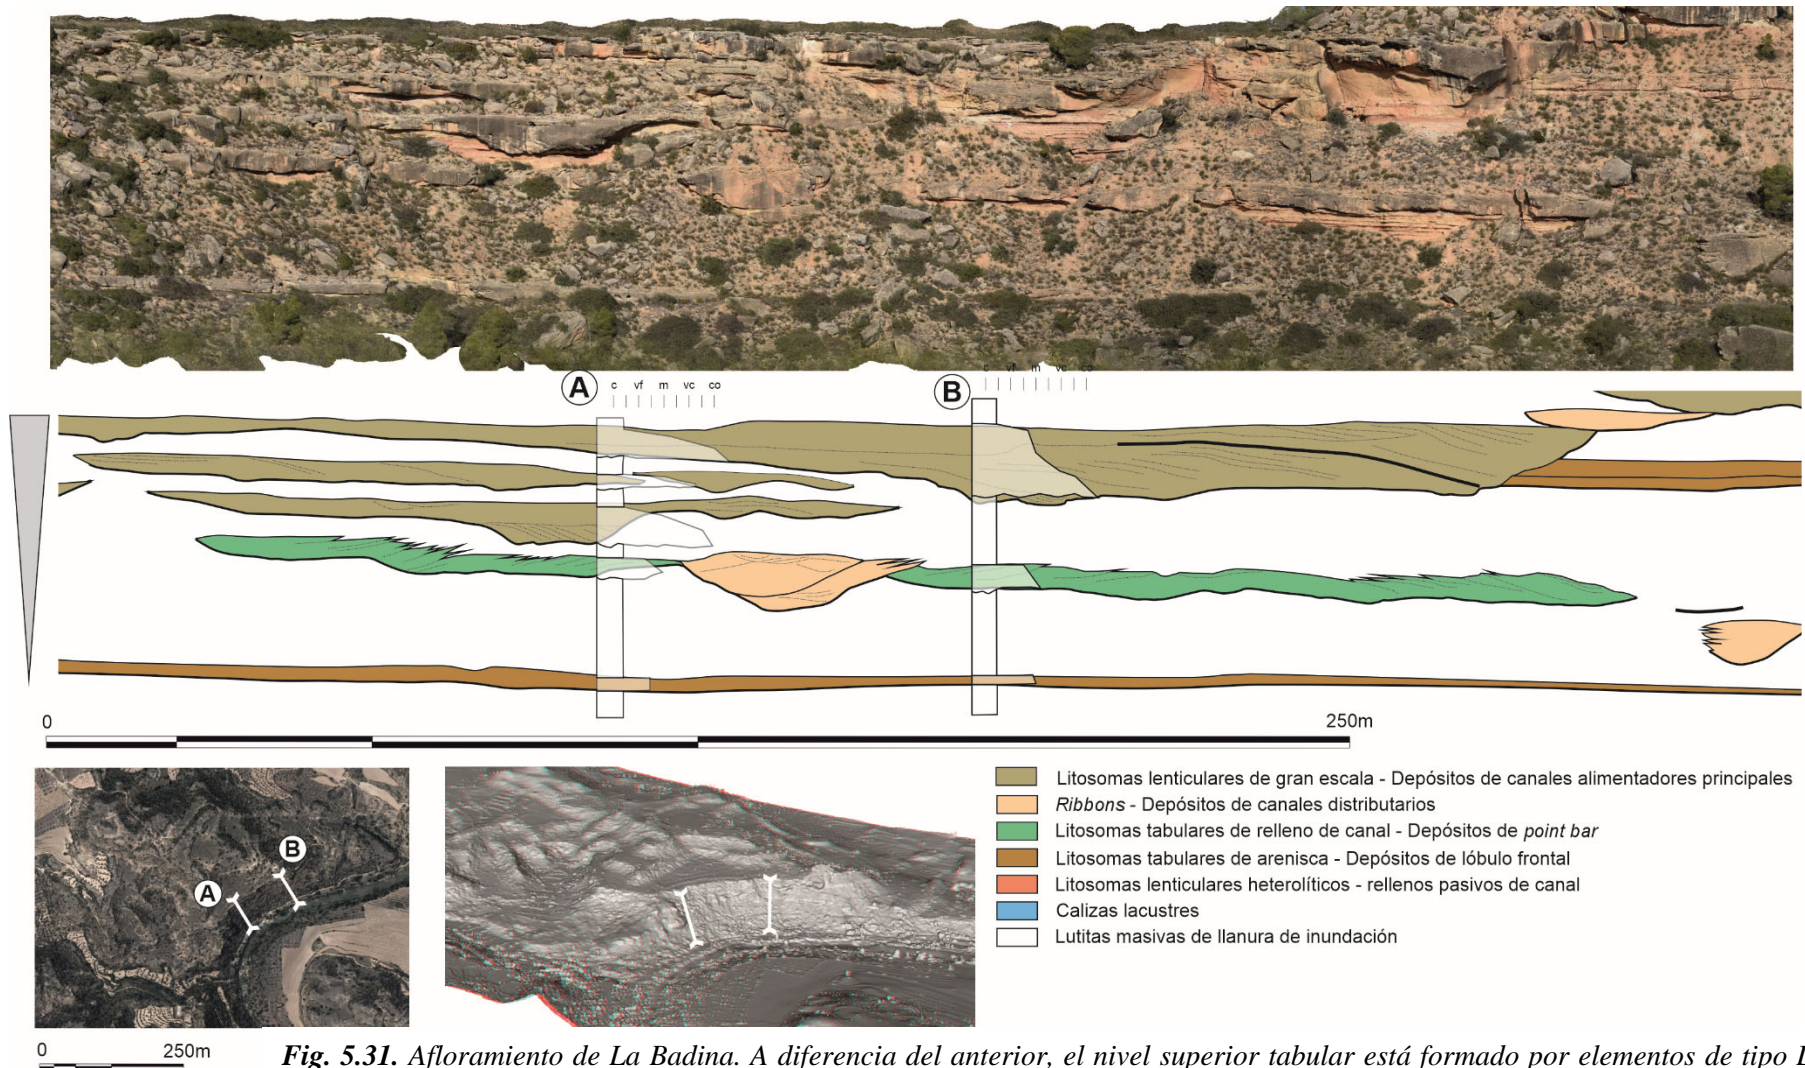 A
c vf m vc co
B
c vf m vc co
0 250m
A
B
0 250m
Litosomas lenticulares de gran escala - Depósitos de canales alimentadores principales
Ribbons - Depósitos de canales distributarios
Litosomas tabulares de relleno de canal - Depósitos de point bar
Litosomas tabulares de arenisca - Depósitos de lóbulo frontal
Litosomas lenticulares heterolíticos - rellenos pasivos de canal
Calizas lacustres
Lutitas masivas de llanura de inundación
Fig. 5.31. Afloramiento de La Badina. A diferencia del anterior, el nivel superior tabular está formado por elementos de tipo